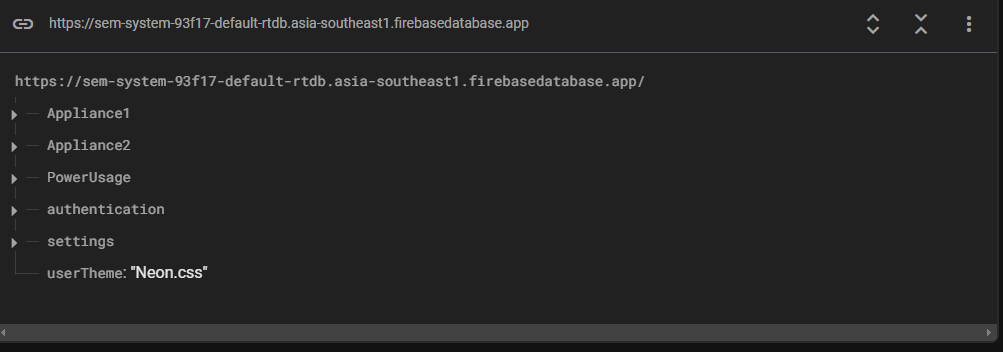 https://sem-system-93f17-default-rtdb.asia-southeast1.firebasedatabase.app
https://sem-system-93f17-default-rtdb.asia-southeast1.firebasedatabase.app/
Appliance1
Appliance2
PowerUsage
authentication
settings
userTheme: "Neon.css"